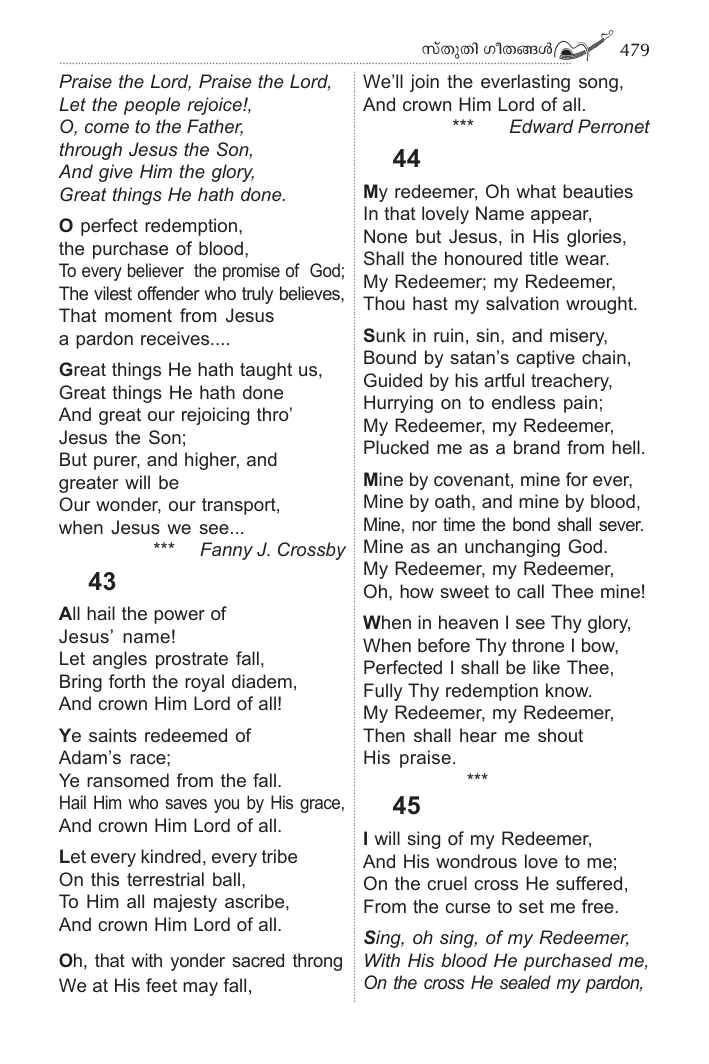 സ്തുതി ഗീതങ്ങൾ 479
Praise the Lord, Praise the Lord,
Let the people rejoice!,
O, come to the Father,
through Jesus the Son,
And give Him the glory,
Great things He hath done.
O perfect redemption,
the purchase of blood,
To every believer the promise of God;
The vilest offender who truly believes,
That moment from Jesus
a pardon receives....
Great things He hath taught us,
Great things He hath done
And great our rejoicing thro’
Jesus the Son;
But purer, and higher, and
greater will be
Our wonder, our transport,
when Jesus we see...
*** Fanny J. Crossby
43
All hail the power of
Jesus’ name!
Let angles prostrate fall,
Bring forth the royal diadem,
And crown Him Lord of all!
Ye saints redeemed of
Adam’s race;
Ye ransomed from the fall.
Hail Him who saves you by His grace,
And crown Him Lord of all.
Let every kindred, every tribe
On this terrestrial ball,
To Him all majesty ascribe,
And crown Him Lord of all.
Oh, that with yonder sacred throng
We at His feet may fall,
We’ll join the everlasting song,
And crown Him Lord of all.
*** Edward Perronet
44
My redeemer, Oh what beauties
In that lovely Name appear,
None but Jesus, in His glories,
Shall the honoured title wear.
My Redeemer; my Redeemer,
Thou hast my salvation wrought.
Sunk in ruin, sin, and misery,
Bound by satan’s captive chain,
Guided by his artful treachery,
Hurrying on to endless pain;
My Redeemer, my Redeemer,
Plucked me as a brand from hell.
Mine by covenant, mine for ever,
Mine by oath, and mine by blood,
Mine, nor time the bond shall sever.
Mine as an unchanging God.
My Redeemer, my Redeemer,
Oh, how sweet to call Thee mine!
When in heaven I see Thy glory,
When before Thy throne I bow,
Perfected I shall be like Thee,
Fully Thy redemption know.
My Redeemer, my Redeemer,
Then shall hear me shout
His praise.
***
45
I will sing of my Redeemer,
And His wondrous love to me;
On the cruel cross He suffered,
From the curse to set me free.
Sing, oh sing, of my Redeemer,
With His blood He purchased me,
On the cross He sealed my pardon,